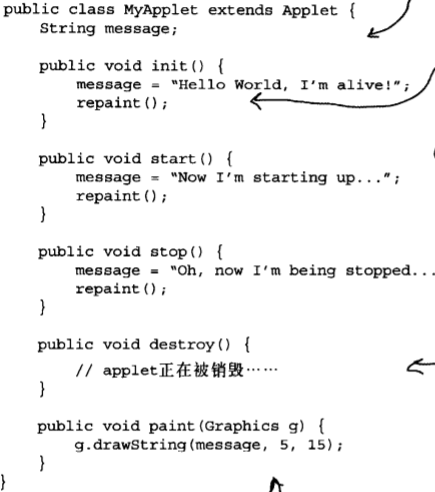 public class MyApplet extends Applet {
String message;
public void init() {
message = “Hello World, I’m alive!”;
repaint();
}
public void start() {
message = “Now I’m starting up...”;
repaint();
}
public void stop() {
message = “Oh, now I’m being stopped...
repaint();
}
public void destroy() {
// applet正在被销毁……
}
public void paint(Graphics g) {
g.drawString(message, 5, 15);
}
}